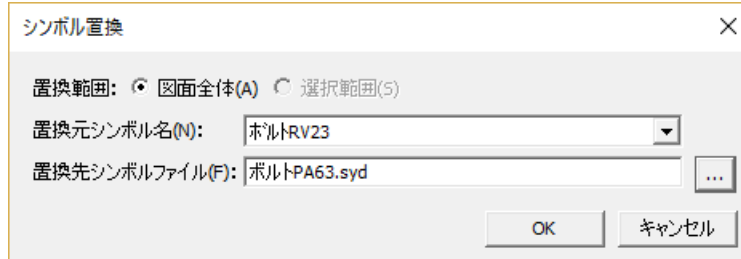 シンボル置換
置換範囲: 図面全体(A) 選択範囲(S)
置換元シンボル名(N): ボルトRV23
置換先シンボルファイル(F): ボルトPA63.syd ...
OK キャンセル